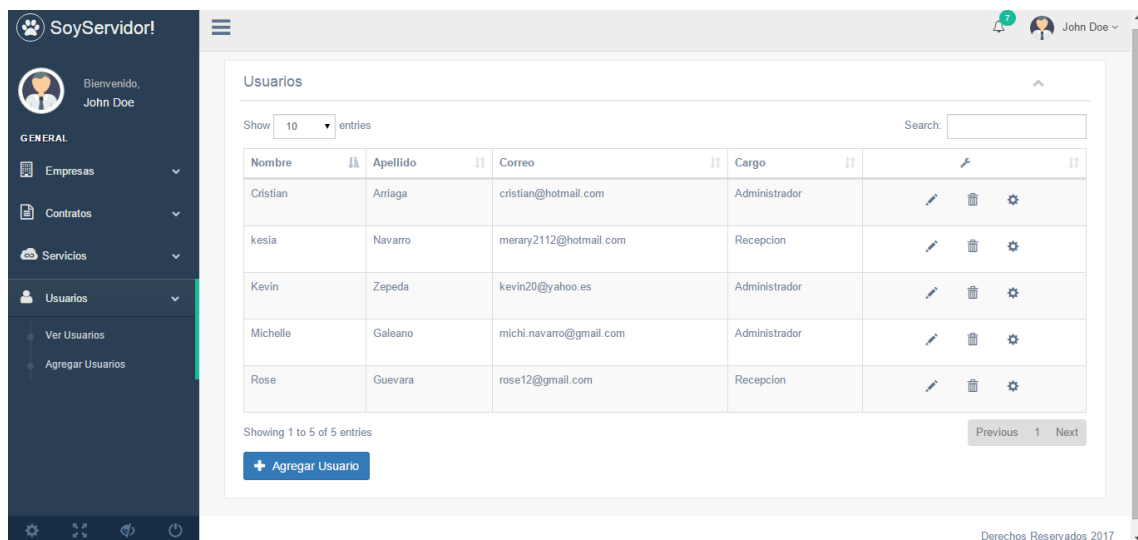 SoyServidor!
7
John Doe
Bienvenido,
John Doe
GENERAL
Empresas
Contratos
Servicios
Usuarios
Ver Usuarios
Agregar Usuarios
Usuarios
Show 10 entries
Search:
Nombre Apellido Correo Cargo
Cristian Arriaga cristian@hotmail.com Administrador
kesia Navarro merary2112@hotmail.com Recepcion
Kevin Zepeda kevin20@yahoo.es Administrador
Michelle Galeano michi.navarro@gmail.com Administrador
Rose Guevara rose12@gmail.com Recepcion
Showing 1 to 5 of 5 entries
Previous 1 Next
Agregar Usuario
Derechos Reservados 2017